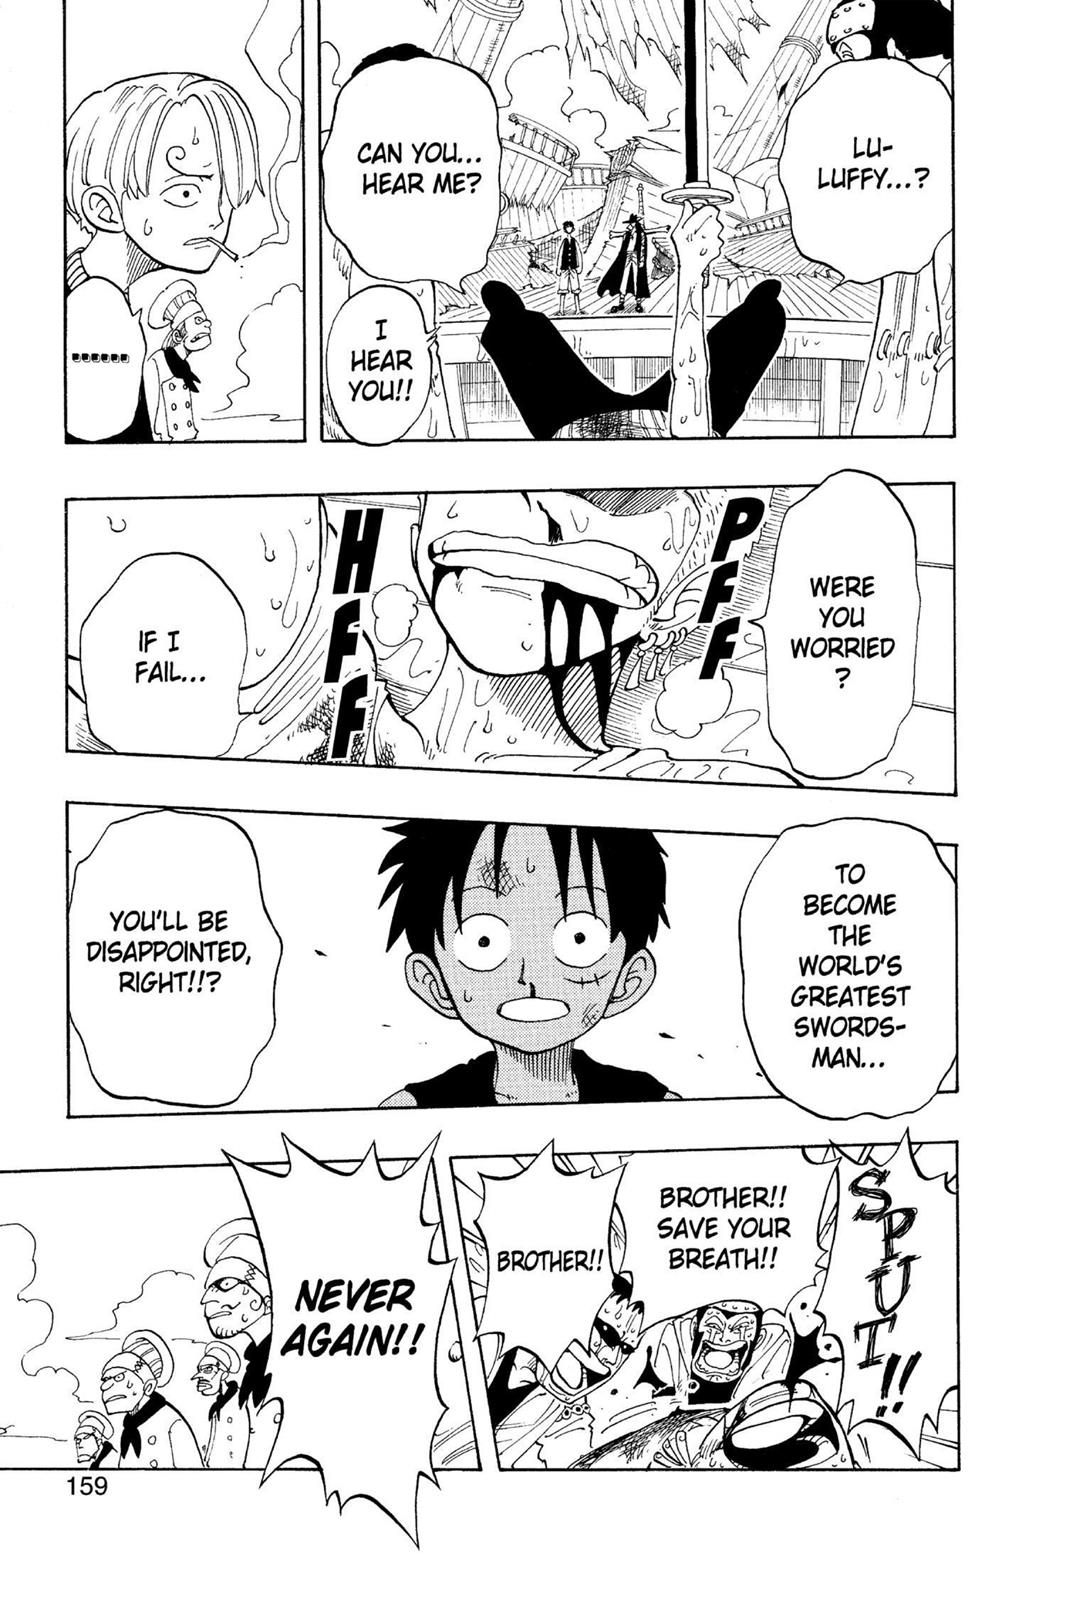 LU-
LUFFY...?
CAN YOU...
HEAR ME?
I
HEAR
YOU!!
......
WERE
YOU
WORRIED
?
PFF
HFF
IF I
FAIL...
TO
BECOME
THE
WORLD'S
GREATEST
SWORDS-
MAN...
YOU'LL BE
DISAPPOINTED,
RIGHT!!?
SPUT!!
BROTHER!!
SAVE YOUR
BREATH!!
BROTHER!!
NEVER
AGAIN!!
159